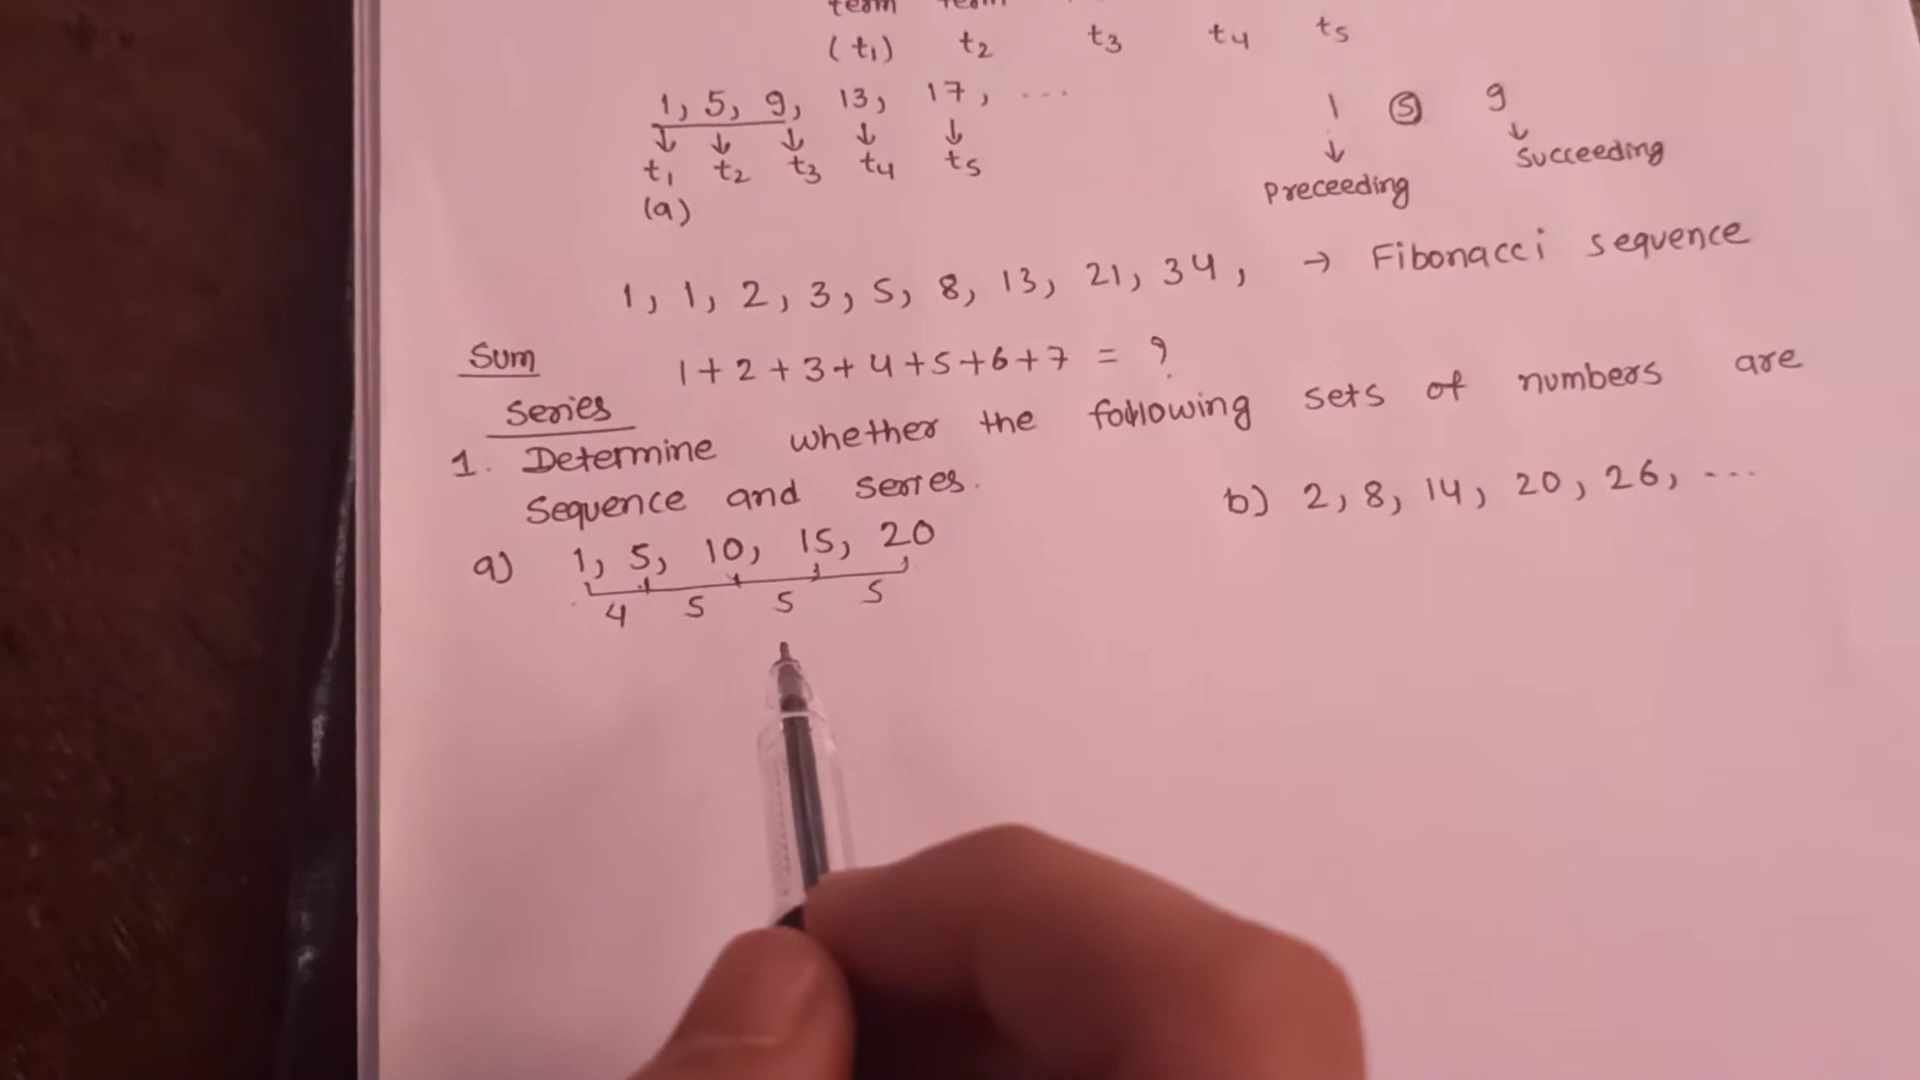 term
(t1) t2 t3 t4 t5
1, 5, 9, 13, 17, ...
↓ ↓ ↓ ↓ ↓
t1 t2 t3 t4 t5
(a)
1 5 9
↓ ↓
Preceeding Succeeding
1, 1, 2, 3, 5, 8, 13, 21, 34, → Fibonacci sequence
Sum 1+2+3+4+5+6+7 = ?
Series
1. Determine whether the following sets of numbers are
Sequence and series.
a) 1, 5, 10, 15, 20
4 5 5 5
b) 2, 8, 14, 20, 26, ...